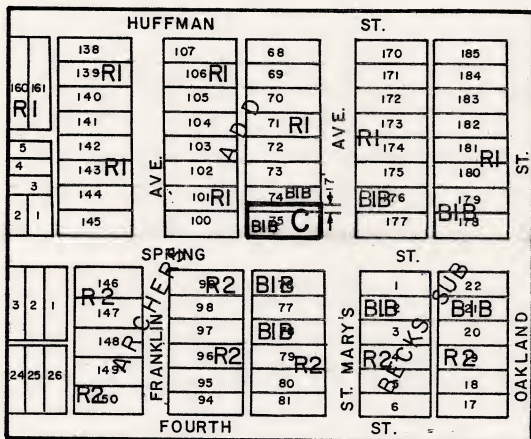 HUFFMAN ST.
138 107 68 170 185
139 R1 106 R1 69 171 184
160 161 140 105 70 172 183
R1 141 104 71 R1 173 182
5 142 103 72 R1 174 181
4 143 R1 102 73 175 R1 180
3 144 101 R1 74 B1B 17' B1B 176 179
2 1 145 100 75 B1B C 177 B1B 178
ARCHERS ADD
AVE. AVE. ST.
SPRING ST.
146 R2 B1B 1 22
3 2 1 R2 147 98 77 B1B 2 B1B 21
148 97 B1B 3 20
24 25 26 149 96 R2 79 R2 R2 R2
R2 150 95 80 5 18
94 81 6 17
FRANKLIN ST. MARY'S BECKS SUB OAKLAND
FOURTH ST.